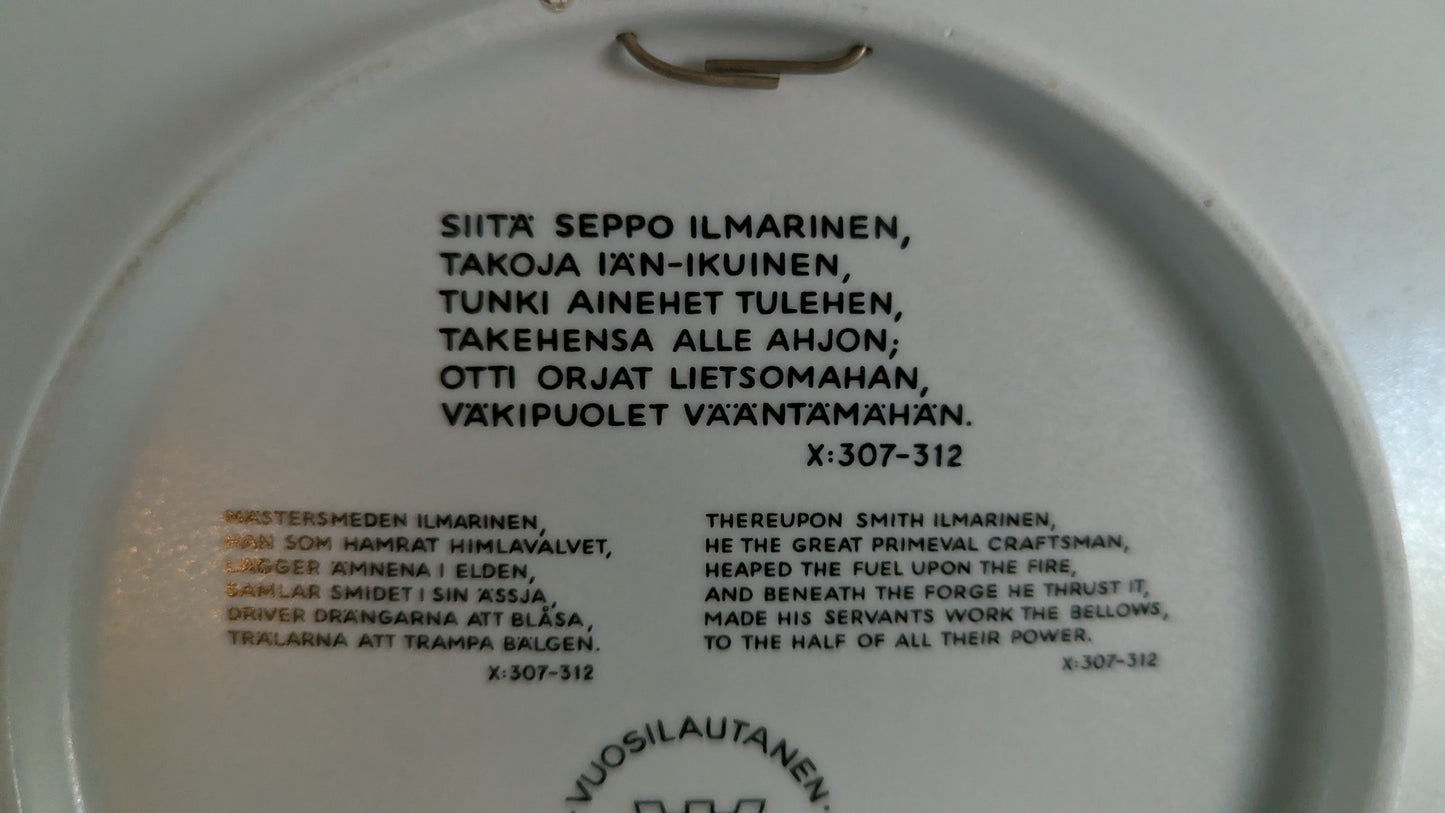 SIITÄ SEPPO ILMARINEN,
TAKOJA IÄN-IKUINEN,
TUNKI AINEHET TULEHEN,
TAKEHENSA ALLE AHJON;
OTTI ORJAT LIETSOMAHAN,
VÄKIPUOLET VÄÄNTÄMÄHÄN.
X:307-312
MÄSTERSMEDEN ILMARINEN,
HAN SOM HAMRAT HIMLAVALVET,
LÄGGER ÄMNENA I ELDEN,
SAMLAR SMIDET I SIN ÄSSJA,
DRIVER DRÄNGARNA ATT BLÅSA,
TRÄLARNA ATT TRAMPA BÄLGEN.
X:307-312
THEREUPON SMITH ILMARINEN,
HE THE GREAT PRIMEVAL CRAFTSMAN,
HEAPED THE FUEL UPON THE FIRE,
AND BENEATH THE FORGE HE THRUST IT,
MADE HIS SERVANTS WORK THE BELLOWS,
TO THE HALF OF ALL THEIR POWER.
X:307-312
VUOSILAUTANEN